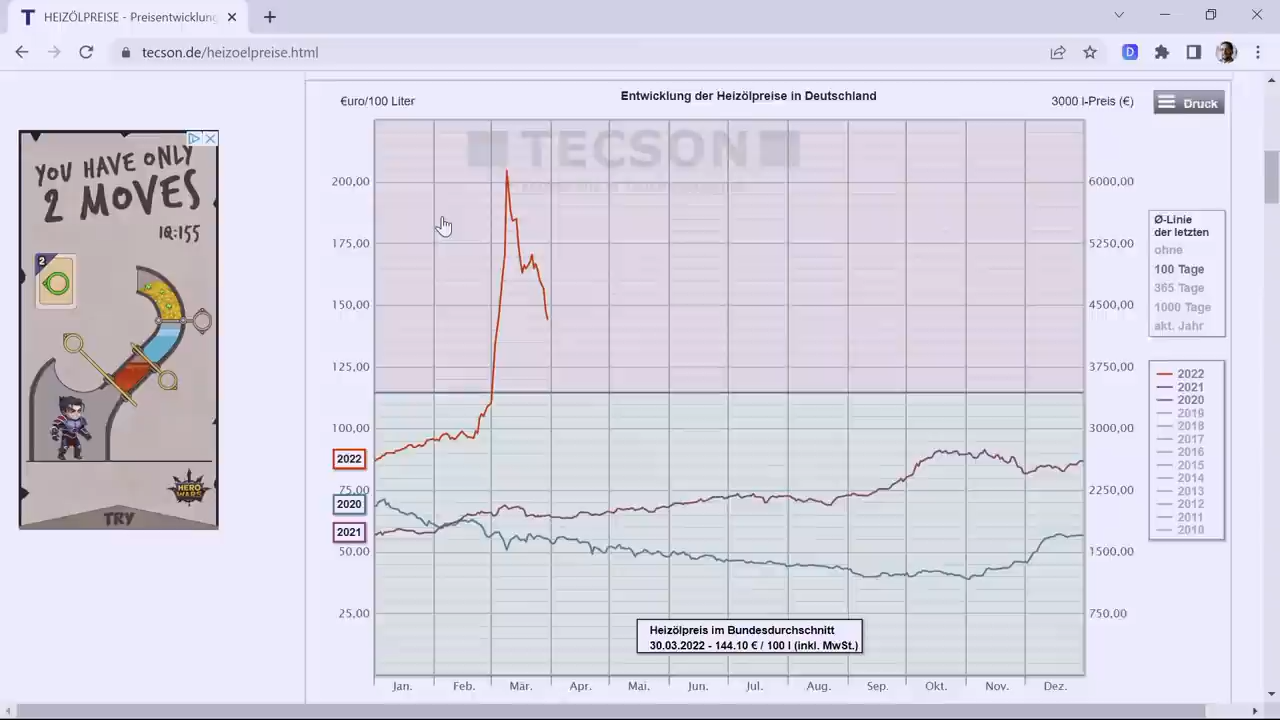 HEIZÖLPREISE - Preisentwicklung
tecson.de/heizoelpreise.html
€uro/100 Liter
Entwicklung der Heizölpreise in Deutschland
3000 l-Preis (€)
Druck
YOU HAVE ONLY
2 MOVES
IQ:155
2
HERO
WARS
TRY
TECSON
200,00
175,00
150,00
125,00
100,00
75,00
50,00
25,00
2022
2020
2021
6000,00
5250,00
4500,00
3750,00
3000,00
2250,00
1500,00
750,00
Ø-Linie
der letzten
ohne
100 Tage
365 Tage
1000 Tage
akt. Jahr
2022
2021
2020
2019
2018
2017
2016
2015
2014
2013
2012
2011
2010
Heizölpreis im Bundesdurchschnitt
30.03.2022 - 144.10 € / 100 l (inkl. MwSt.)
Jan.
Feb.
Mär.
Apr.
Mai.
Jun.
Jul.
Aug.
Sep.
Okt.
Nov.
Dez.